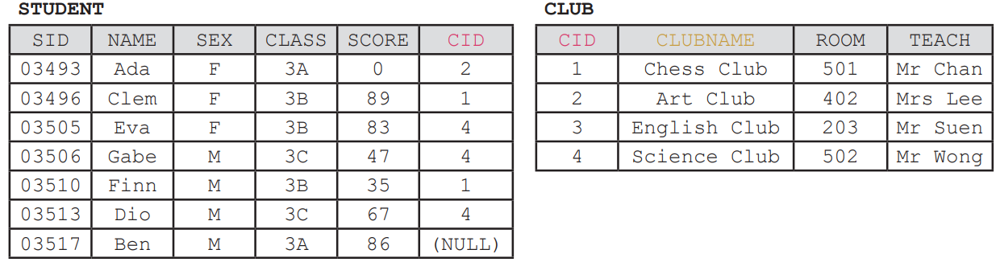 STUDENT
SID NAME SEX CLASS SCORE CID
03493 Ada F 3A 0 2
03496 Clem F 3B 89 1
03505 Eva F 3B 83 4
03506 Gabe M 3C 47 4
03510 Finn M 3B 35 1
03513 Dio M 3C 67 4
03517 Ben M 3A 86 (NULL)
CLUB
CID CLUBNAME ROOM TEACH
1 Chess Club 501 Mr Chan
2 Art Club 402 Mrs Lee
3 English Club 203 Mr Suen
4 Science Club 502 Mr Wong